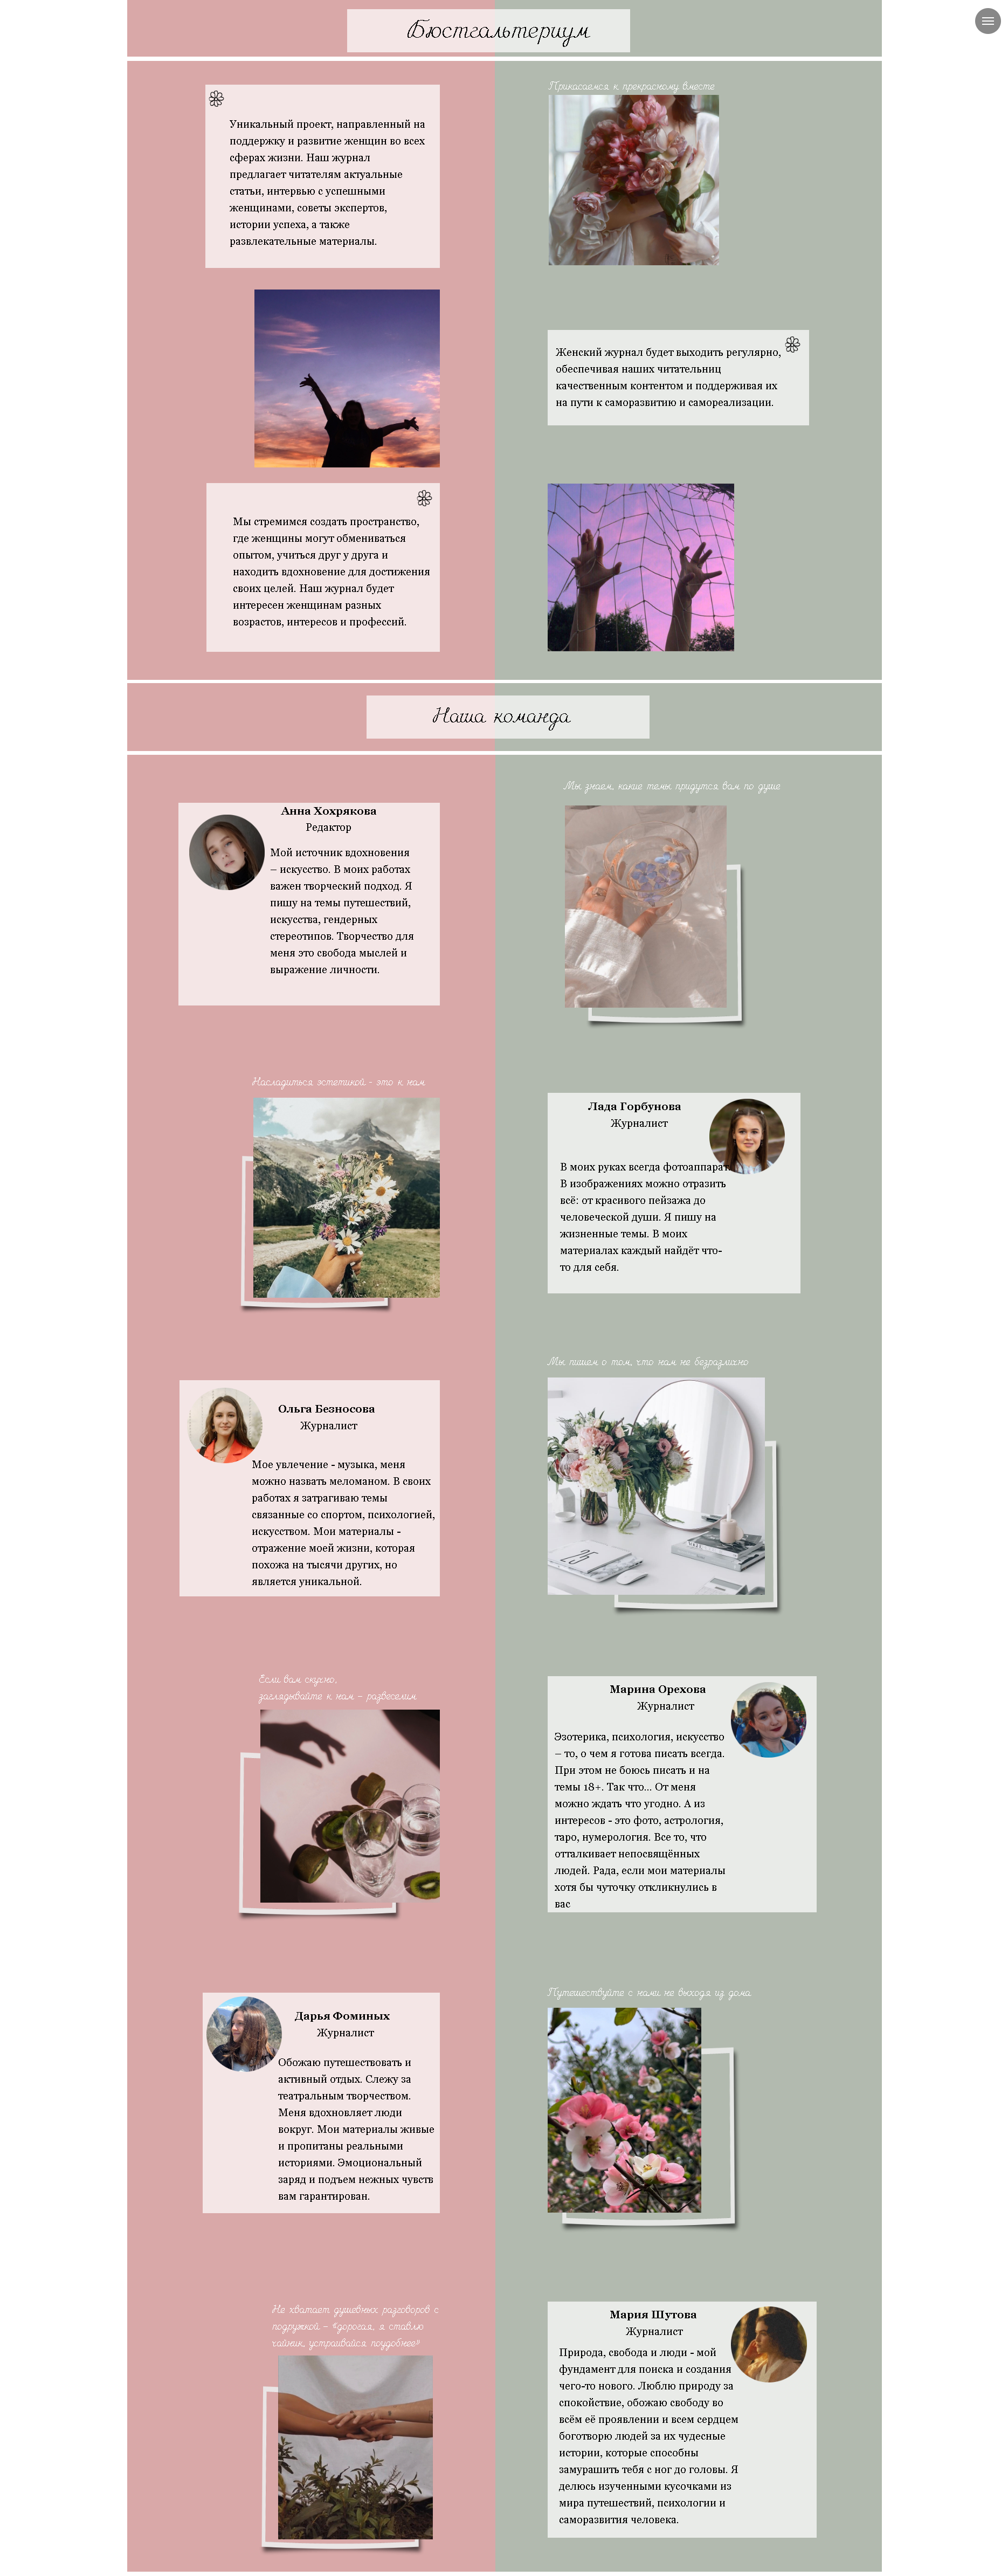 Бюстгальтериум
Уникальный проект, направленный на
поддержку и развитие женщин во всех
сферах жизни. Наш журнал
предлагает читателям актуальные
статьи, интервью с успешными
женщинами, советы экспертов,
истории успеха, а также
развлекательные материалы.
Прикасаемся к прекрасному вместе
Женский журнал будет выходить регулярно,
обеспечивая наших читательниц
качественным контентом и поддерживая их
на пути к саморазвитию и самореализации.
Мы стремимся создать пространство,
где женщины могут обмениваться
опытом, учиться друг у друга и
находить вдохновение для достижения
своих целей. Наш журнал будет
интересен женщинам разных
возрастов, интересов и профессий.
Наша команда
Анна Хохрякова
Редактор
Мой источник вдохновения
– искусство. В моих работах
важен творческий подход. Я
пишу на темы путешествий,
искусства, гендерных
стереотипов. Творчество для
меня это свобода мыслей и
выражение личности.
Мы знаем, какие темы придутся вам по душе
Насладиться эстетикой - это к нам
Лада Горбунова
Журналист
В моих руках всегда фотоаппарат.
В изображениях можно отразить
всё: от красивого пейзажа до
человеческой души. Я пишу на
жизненные темы. В моих
материалах каждый найдёт что-
то для себя.
Ольга Безносова
Журналист
Мое увлечение - музыка, меня
можно назвать меломаном. В своих
работах я затрагиваю темы
связанные со спортом, психологией,
искусством. Мои материалы -
отражение моей жизни, которая
похожа на тысячи других, но
является уникальной.
Мы пишем о том, что нам не безразлично
Если вам скучно,
заглядывайте к нам – развеселим
Марина Орехова
Журналист
Эзотерика, психология, искусство
– то, о чем я готова писать всегда.
При этом не боюсь писать и на
темы 18+. Так что... От меня
можно ждать что угодно. А из
интересов - это фото, астрология,
таро, нумерология. Все то, что
отталкивает непосвящённых
людей. Рада, если мои материалы
хотя бы чуточку откликнулись в
вас
Дарья Фоминых
Журналист
Обожаю путешествовать и
активный отдых. Слежу за
театральным творчеством.
Меня вдохновляет люди
вокруг. Мои материалы живые
и пропитаны реальными
историями. Эмоциональный
заряд и подъем нежных чувств
вам гарантирован.
Путешествуйте с нами не выходя из дома
Не хватает душевных разговоров с
подружкой – «дорогая, я ставлю
чайник, устраивайся поудобнее»
Мария Шутова
Журналист
Природа, свобода и люди - мой
фундамент для поиска и создания
чего-то нового. Люблю природу за
спокойствие, обожаю свободу во
всём её проявлении и всем сердцем
боготворю людей за их чудесные
истории, которые способны
замурашить тебя с ног до головы. Я
делюсь изученными кусочками из
мира путешествий, психологии и
саморазвития человека.